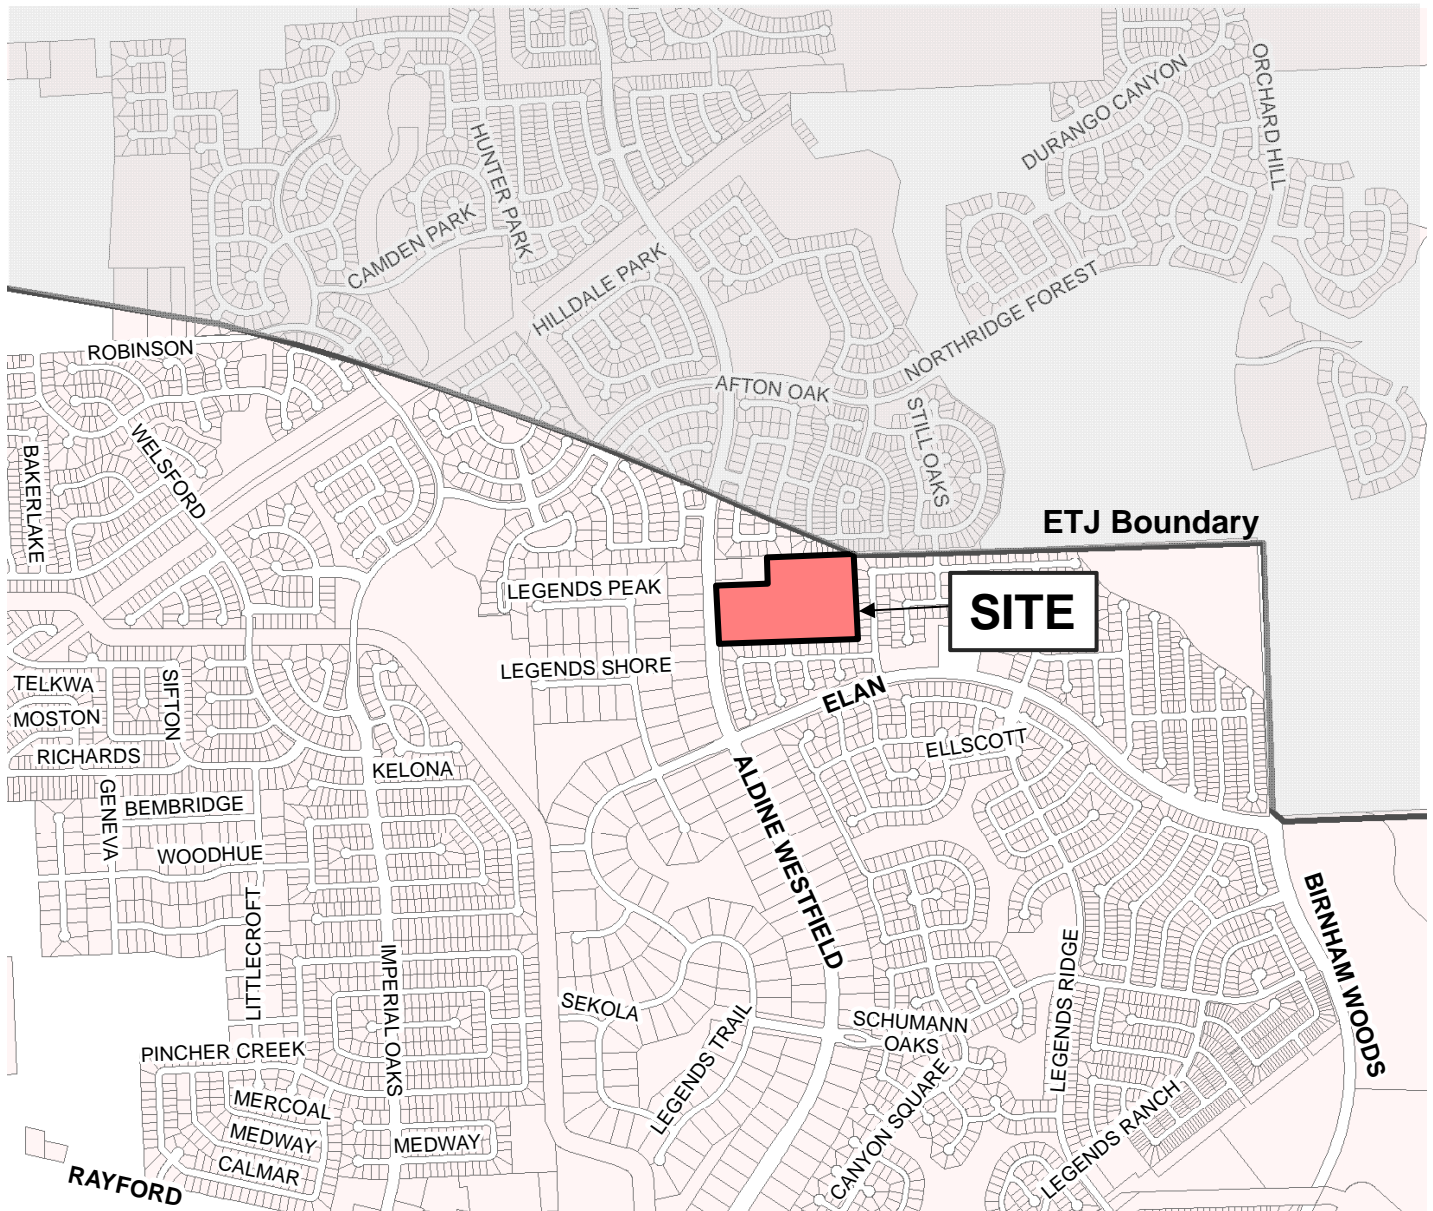 ORCHARD HILL
DURANGO CANYON
HUNTER PARK
CAMDEN PARK
HILLDALE PARK
NORTHRIDGE FOREST
ROBINSON
AFTON OAK
STILL OAKS
WELSFORD
BAKERLAKE
ETJ Boundary
LEGENDS PEAK
SITE
LEGENDS SHORE
TELKWA
SIFTON
MOSTON
ELAN
RICHARDS
ELLSCOTT
KELONA
ALDINE WESTFIELD
GENEVA
BEMBRIDGE
WOODHUE
BIRNHAM WOODS
LITTLECROFT
IMPERIAL OAKS
LEGENDS RIDGE
SEKOLA
LEGENDS TRAIL
SCHUMANN
OAKS
PINCHER CREEK
CANYON SQUARE
MERCOAL
LEGENDS RANCH
MEDWAY
MEDWAY
CALMAR
RAYFORD